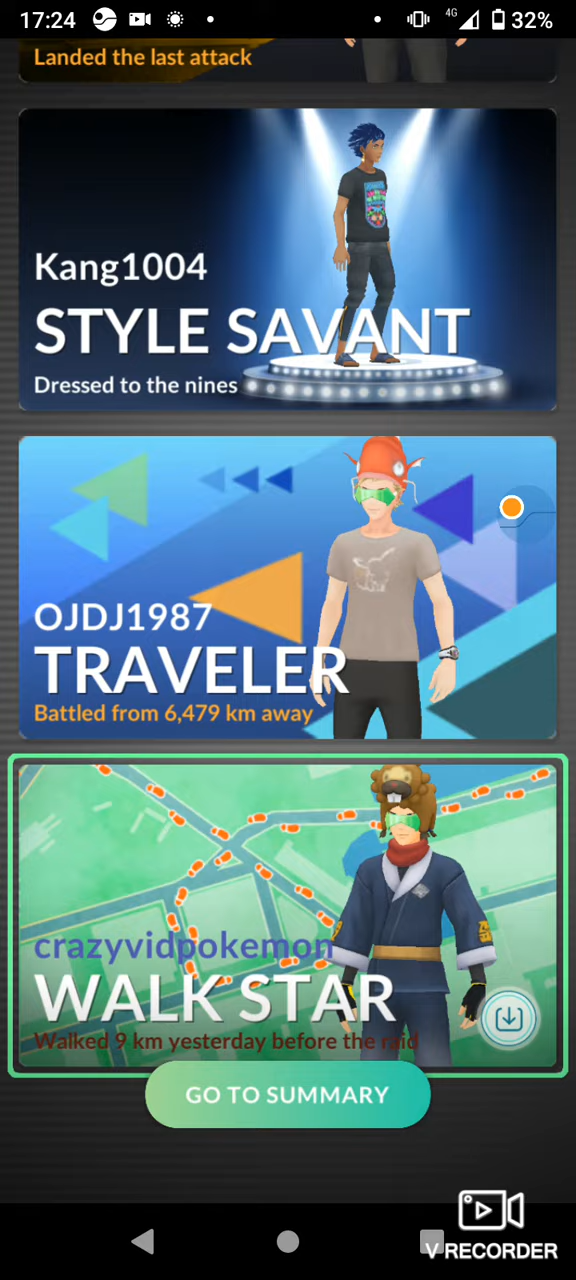 17:24
4G
32%
Landed the last attack
Kang1004
STYLE SAVANT
Dressed to the nines
OJDJ1987
TRAVELER
Battled from 6,479 km away
crazyvidpokemon
WALK STAR
Walked 9 km yesterday before the raid
GO TO SUMMARY
V RECORDER